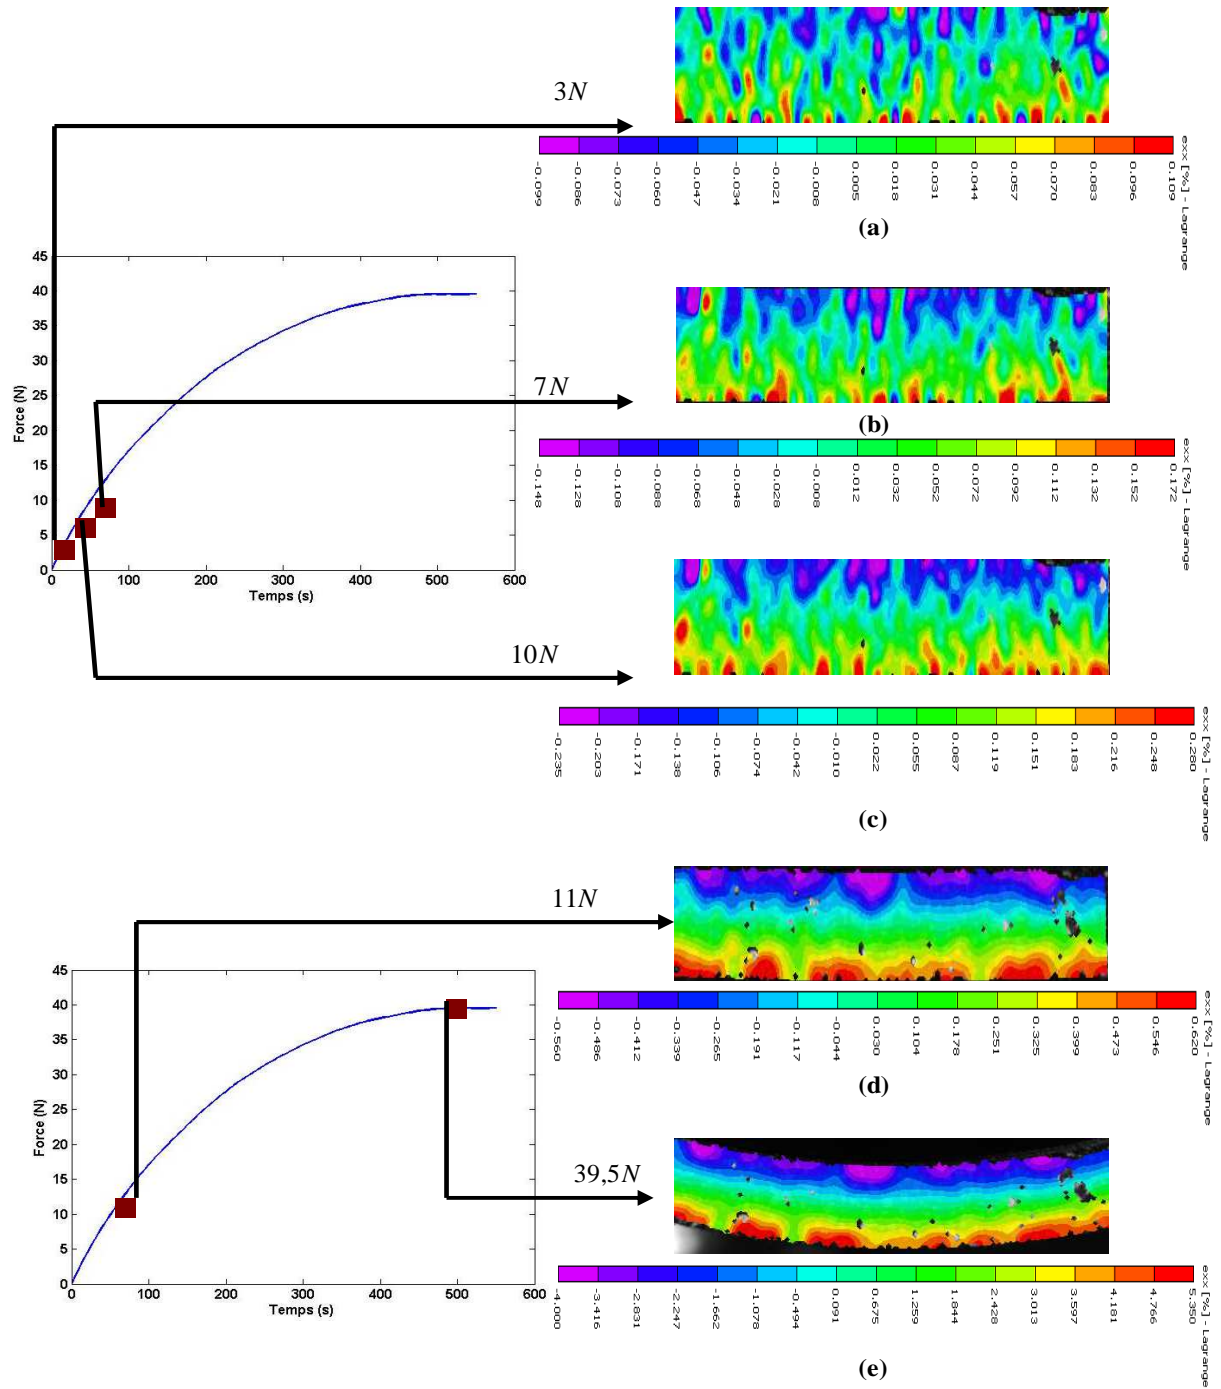 3N
-0.099 -0.086 -0.073 -0.060 -0.047 -0.034 -0.021 -0.008 0.005 0.018 0.031 0.044 0.057 0.070 0.083 0.096 0.109
exx [%] - Lagrange
(a)
45
40
35
30
25
20
15
10
5
0
Force (N)
0 100 200 300 400 500 600
Temps (s)
7N
(b)
-0.148 -0.128 -0.108 -0.088 -0.068 -0.048 -0.028 -0.008 0.012 0.032 0.052 0.072 0.092 0.112 0.132 0.152 0.172
exx [%] - Lagrange
10N
-0.235 -0.203 -0.171 -0.138 -0.106 -0.074 -0.042 -0.010 0.022 0.055 0.087 0.119 0.151 0.183 0.216 0.248 0.280
exx [%] - Lagrange
(c)
11N
-0.560 -0.486 -0.412 -0.339 -0.265 -0.191 -0.117 -0.044 0.030 0.104 0.178 0.251 0.325 0.399 0.473 0.546 0.620
exx [%] - Lagrange
(d)
45
40
35
30
25
20
15
10
5
0
Force (N)
0 100 200 300 400 500 600
Temps (s)
39,5N
-4.000 -3.416 -2.831 -2.247 -1.662 -1.078 -0.494 0.091 0.675 1.259 1.844 2.428 3.013 3.597 4.181 4.766 5.350
exx [%] - Lagrange
(e)